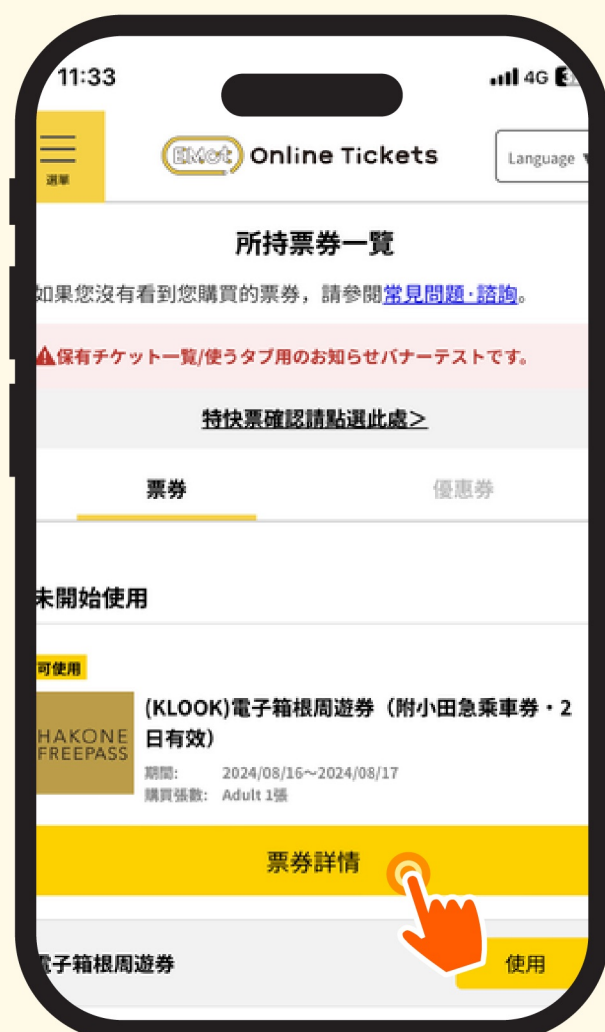 11:33
4G
選單
EMot Online Tickets
Language ▼
所持票券一覽
如果您沒有看到您購買的票券，請參閱常見問題·諮詢。
保有チケット一覧/使うタブ用のお知らせバナーテストです。
特快票確認請點選此處＞
票券
優惠券
未開始使用
可使用
HAKONE
FREEPASS
(KLOOK)電子箱根周遊券（附小田急乘車券・2
日有效）
期間: 2024/08/16～2024/08/17
購買張數: Adult 1張
票券詳情
電子箱根周遊券
使用